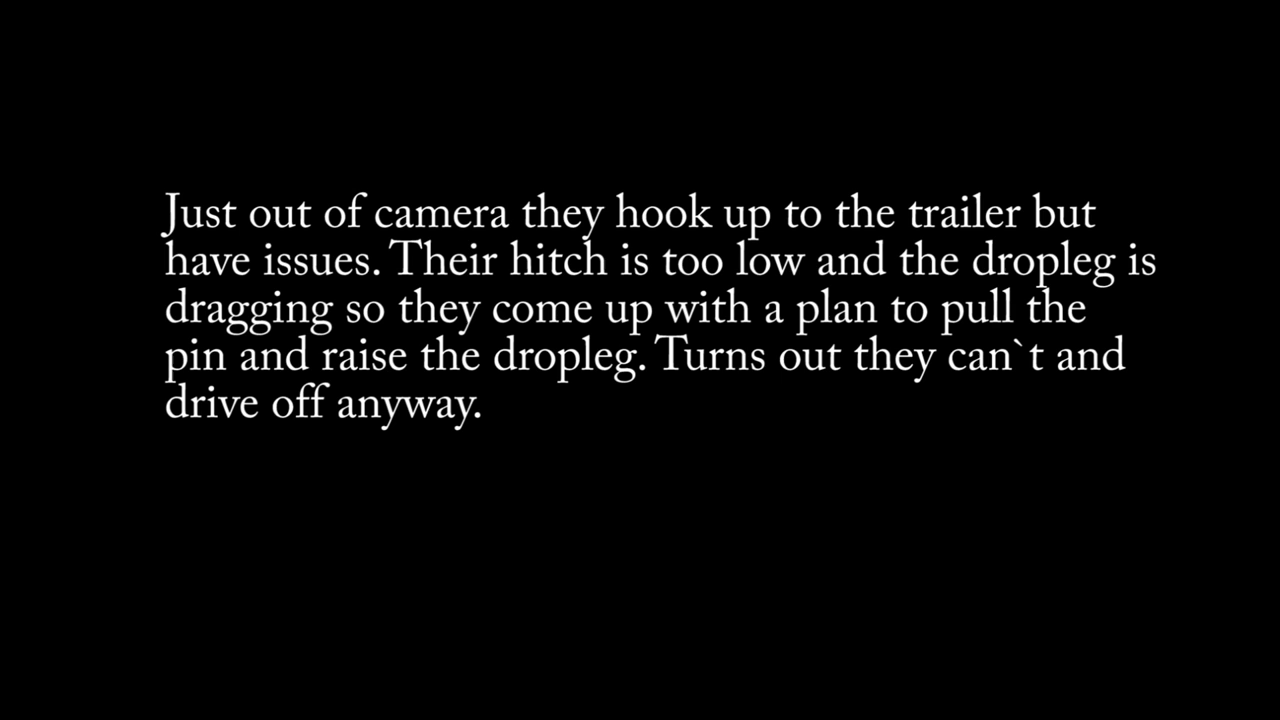 Just out of camera they hook up to the trailer but
have issues. Their hitch is too low and the dropleg is
dragging so they come up with a plan to pull the
pin and raise the dropleg. Turns out they can`t and
drive off anyway.